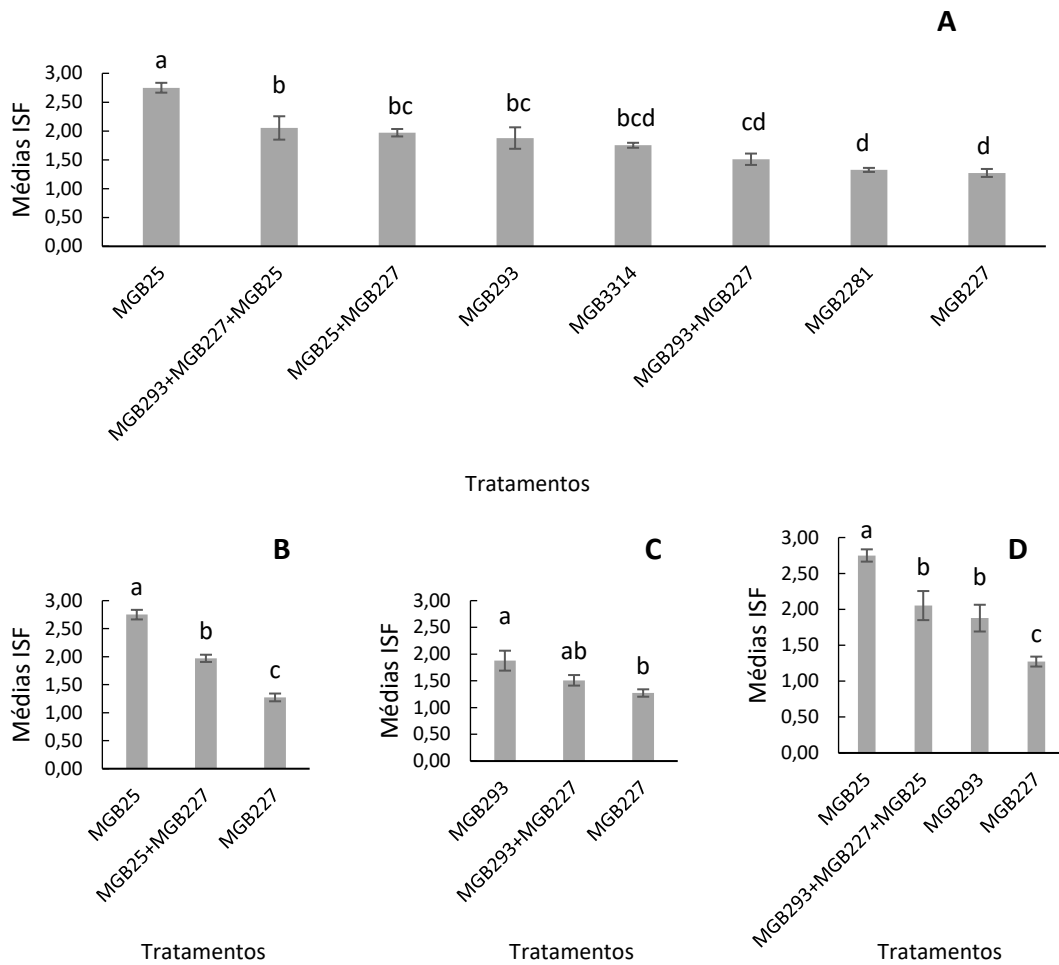 A
a
b
bc
bc
bcd
cd
d
d
3,00
2,50
2,00
1,50
1,00
0,50
0,00
Médias ISF
MGB25
MGB293+MGB227+MGB25
MGB25+MGB227
MGB293
MGB3314
MGB293+MGB227
MGB2281
MGB227
Tratamentos
B
a
b
c
3,00
2,50
2,00
1,50
1,00
0,50
0,00
Médias ISF
MGB25
MGB25+MGB227
MGB227
Tratamentos
C
a
ab
b
3,00
2,50
2,00
1,50
1,00
0,50
0,00
Médias ISF
MGB293
MGB293+MGB227
MGB227
Tratamentos
D
a
b
b
c
3,00
2,50
2,00
1,50
1,00
0,50
0,00
Médias ISF
MGB25
MGB293+MGB227+MGB25
MGB293
MGB227
Tratamentos